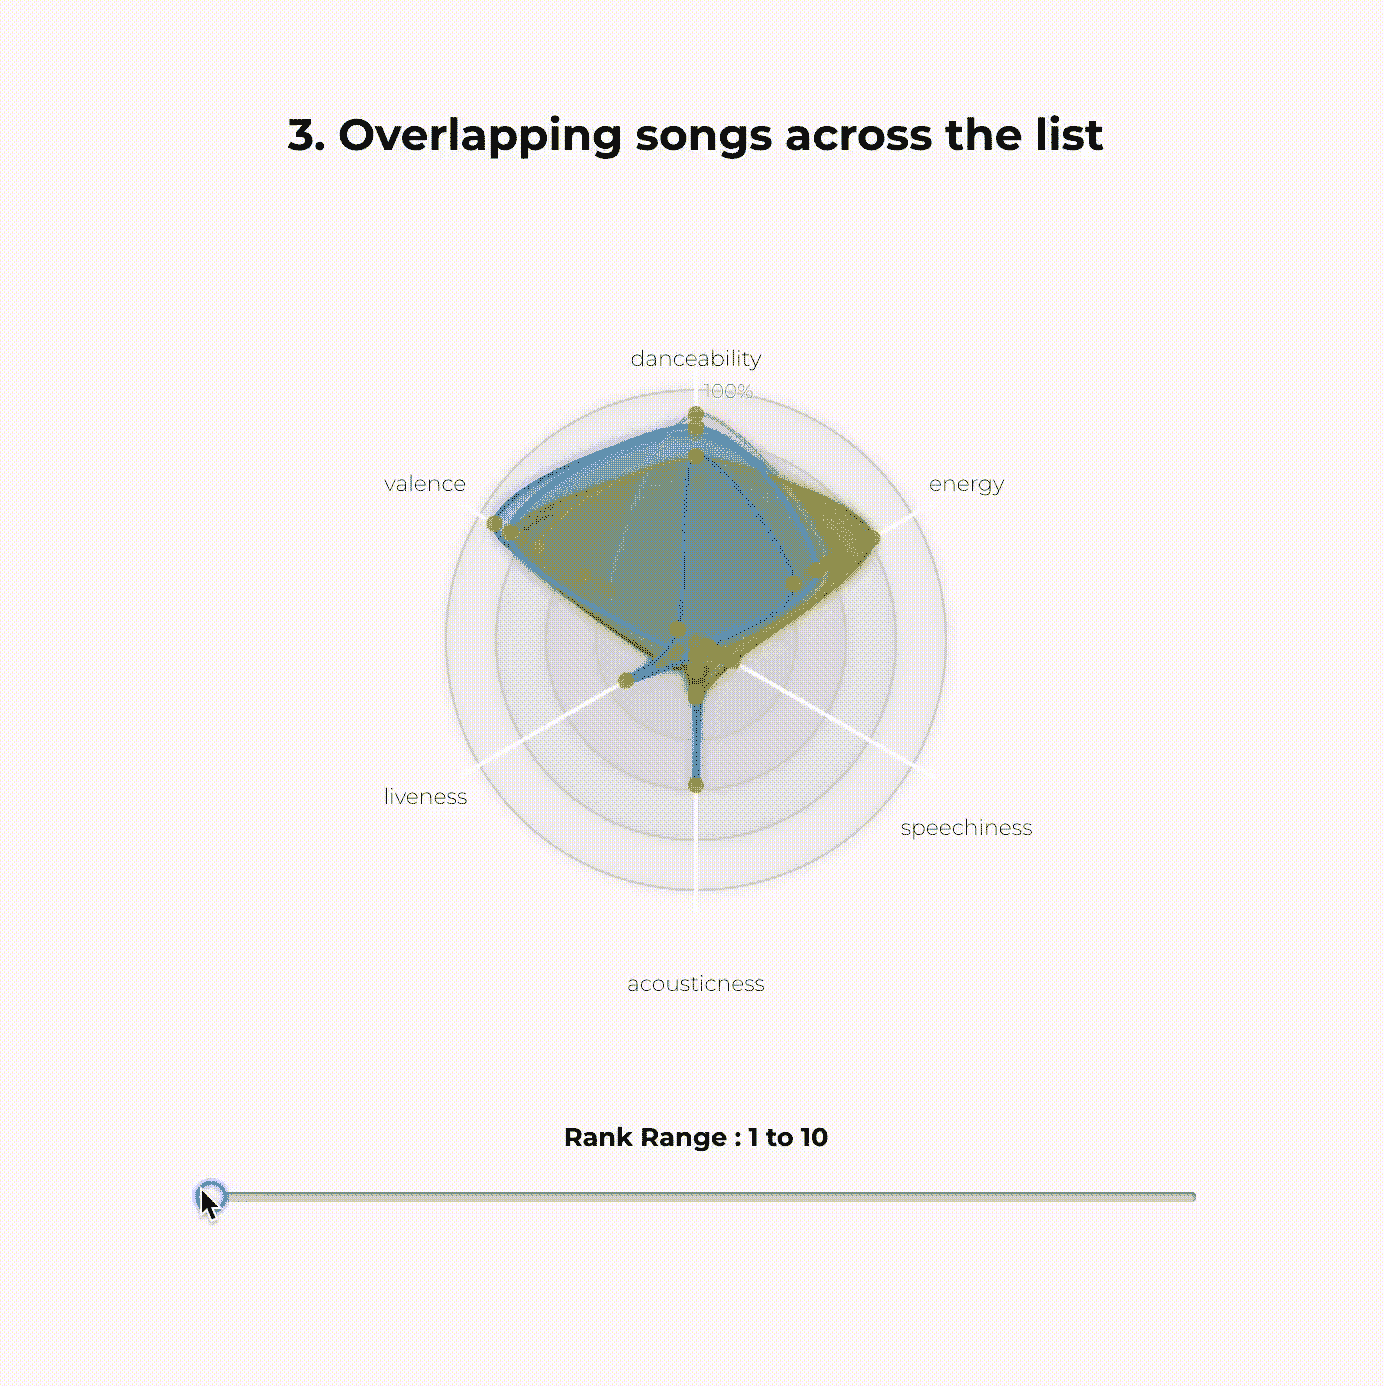 3. Overlapping songs across the list
danceability
100%
valence
energy
liveness
speechiness
acousticness
Rank Range : 1 to 10